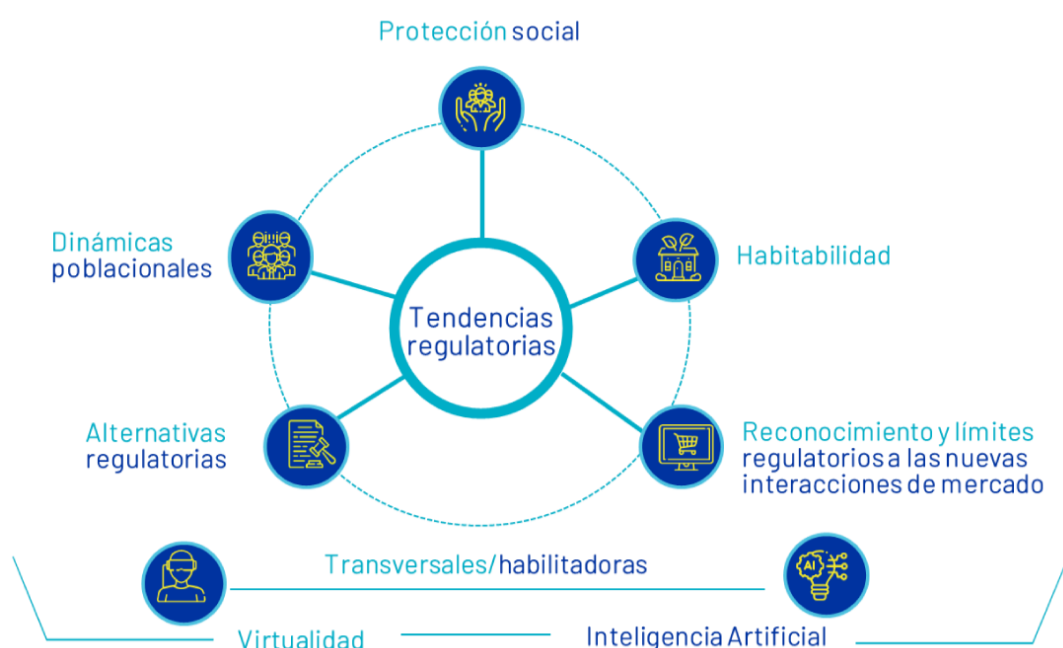 Protección social
Dinámicas
poblacionales
Habitabilidad
Tendencias
regulatorias
Alternativas
regulatorias
Reconocimiento y límites
regulatorios a las nuevas
interacciones de mercado
Transversales/habilitadoras
AI
Virtualidad
Inteligencia Artificial